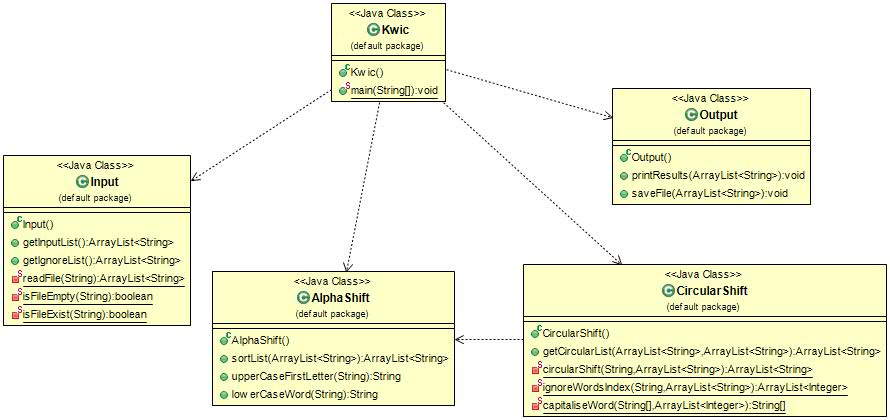 <<Java Class>>
Kwic
(default package)
Kwic()
main(String[]):void
<<Java Class>>
Output
(default package)
Output()
printResults(ArrayList<String>):void
saveFile(ArrayList<String>):void
<<Java Class>>
Input
(default package)
Input()
getInputList():ArrayList<String>
getIgnoreList():ArrayList<String>
readFile(String):ArrayList<String>
isFileEmpty(String):boolean
isFileExist(String):boolean
<<Java Class>>
AlphaShift
(default package)
AlphaShift()
sortList(ArrayList<String>):ArrayList<String>
upperCaseFirstLetter(String):String
lowerCaseWord(String):String
<<Java Class>>
CircularShift
(default package)
CircularShift()
getCircularList(ArrayList<String>,ArrayList<String>):ArrayList<String>
circularShift(String,ArrayList<String>):ArrayList<String>
ignoreWordsIndex(String,ArrayList<String>):ArrayList<Integer>
capitaliseWord(String[],ArrayList<Integer>):String[]